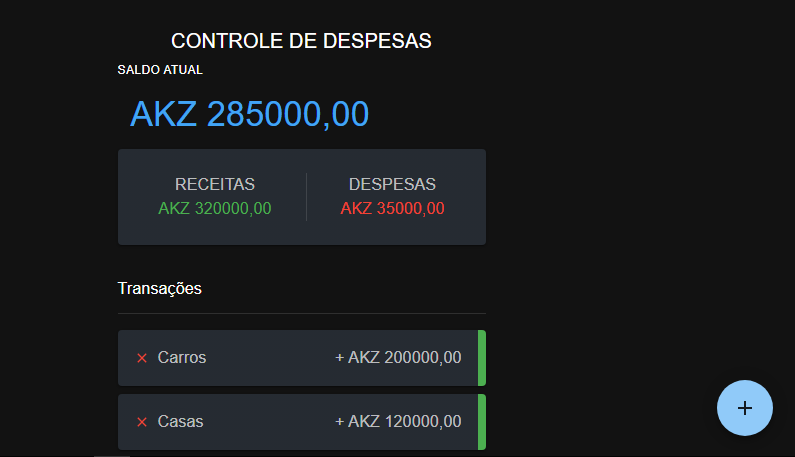 CONTROLE DE DESPESAS
SALDO ATUAL
AKZ 285000,00
RECEITAS DESPESAS
AKZ 320000,00 AKZ 35000,00
Transações
× Carros + AKZ 200000,00
× Casas + AKZ 120000,00
+